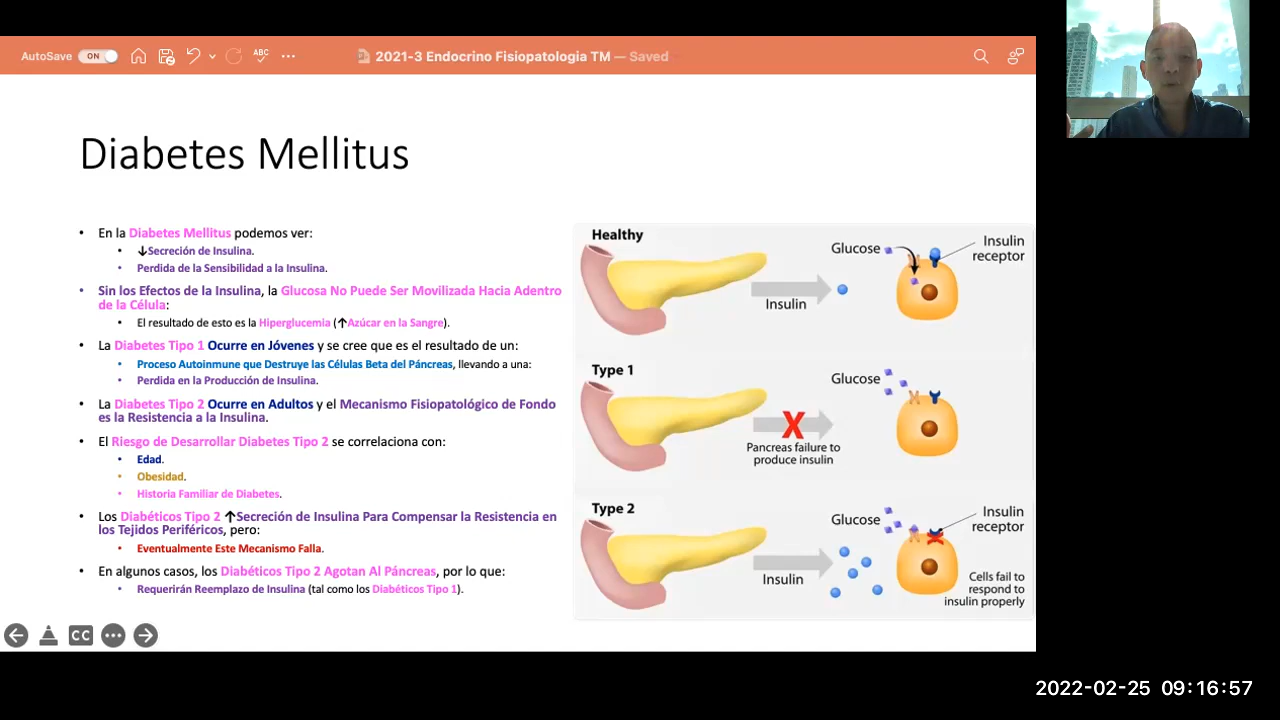 AutoSave ON ABC 2021-3 Endocrino Fisiopatologia TM — Saved
Diabetes Mellitus
• En la Diabetes Mellitus podemos ver:
• ↓Secreción de Insulina.
• Perdida de la Sensibilidad a la Insulina.
• Sin los Efectos de la Insulina, la Glucosa No Puede Ser Movilizada Hacia Adentro
de la Célula:
• El resultado de esto es la Hiperglucemia (↑Azúcar en la Sangre).
• La Diabetes Tipo 1 Ocurre en Jóvenes y se cree que es el resultado de un:
• Proceso Autoinmune que Destruye las Células Beta del Páncreas, llevando a una:
• Perdida en la Producción de Insulina.
• La Diabetes Tipo 2 Ocurre en Adultos y el Mecanismo Fisiopatológico de Fondo
es la Resistencia a la Insulina.
• El Riesgo de Desarrollar Diabetes Tipo 2 se correlaciona con:
• Edad.
• Obesidad.
• Historia Familiar de Diabetes.
• Los Diabéticos Tipo 2 ↑Secreción de Insulina Para Compensar la Resistencia en
los Tejidos Periféricos, pero:
• Eventualmente Este Mecanismo Falla.
• En algunos casos, los Diabéticos Tipo 2 Agotan Al Páncreas, por lo que:
• Requerirán Reemplazo de Insulina (tal como los Diabéticos Tipo 1).
Healthy
Glucose
Insulin
receptor
Insulin
Type 1
Glucose
X
Pancreas failure to
produce insulin
Type 2
Glucose
Insulin
receptor
Insulin
Cells fail to
respond to
insulin properly
CC
2022-02-25 09:16:57